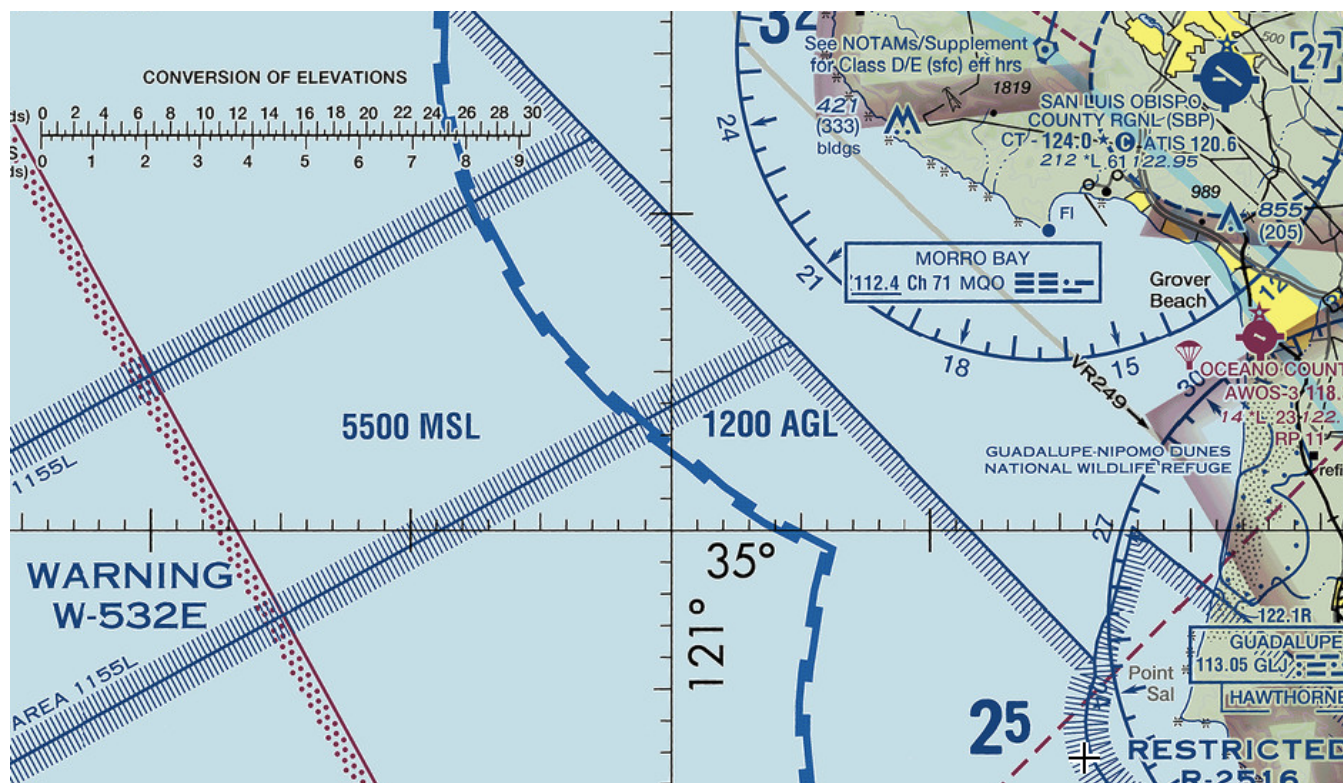 CONVERSION OF ELEVATIONS
0 2 4 6 8 10 12 14 16 18 20 22 24 26 28 30
0 1 2 3 4 5 6 7 8 9
ds)
S
ds)
32
See NOTAMs/Supplement
for Class D/E (sfc) eff hrs
500
27
421
(333)
bldgs
1819
SAN LUIS OBISPO
COUNTY RGNL (SBP)
CT - 124.0 * C ATIS 120.6
212 *L 61 122.95
24
989
855
(205)
Fl
MORRO BAY
112.4 Ch 71 MQO
21
Grover
Beach
12
18
15
VR249
30
OCEANO COUNT
AWOS-3 118.
14 *L 23 122.
RP 11
5500 MSL
1200 AGL
GUADALUPE-NIPOMO DUNES
NATIONAL WILDLIFE REFUGE
refi
1155L
27
35°
WARNING
W-532E
121°
122.1R
GUADALUPE
113.05 GLJ
Point
Sal
HAWTHORNE
AREA 1155L
25
RESTRICTED
R-2516